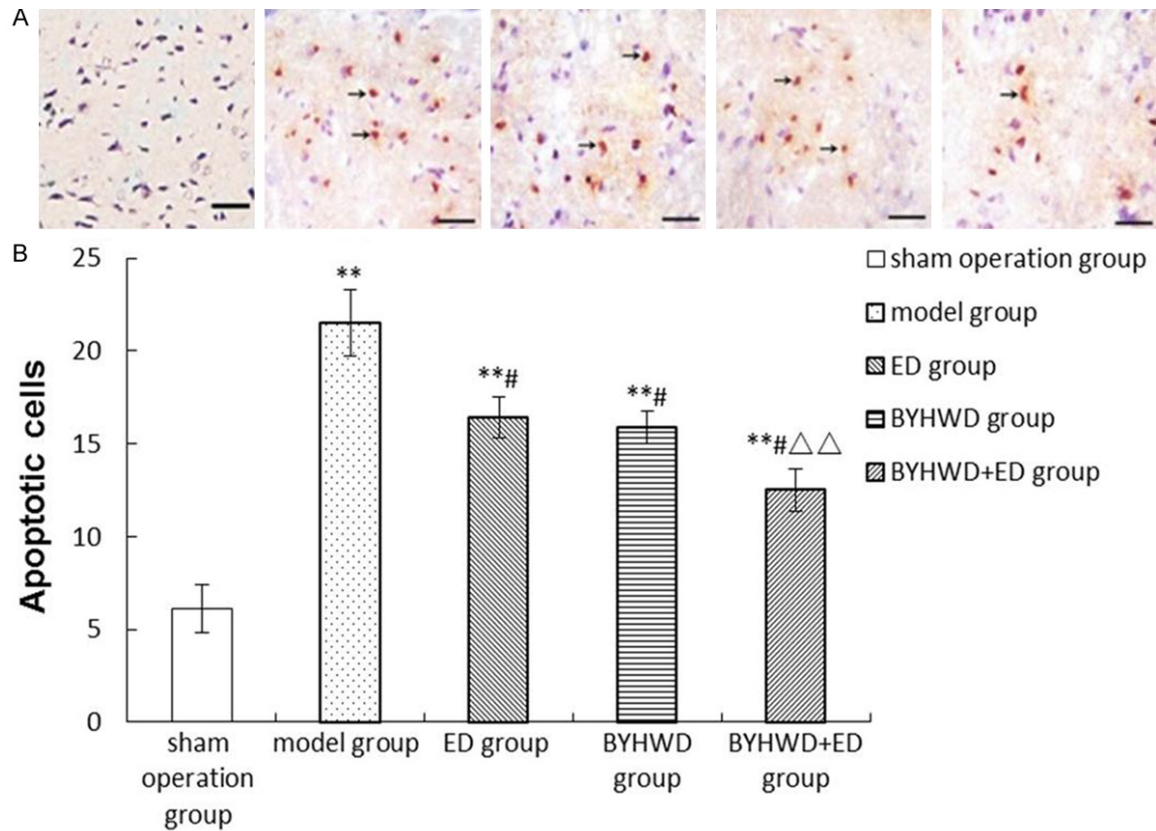 A
B
25
20
15
10
5
0
Apoptotic cells
**
**#
**#
**#△△
sham operation group
model group
ED group
BYHWD group
BYHWD+ED group
sham
operation
group
model group
ED group
BYHWD
group
BYHWD+ED
group